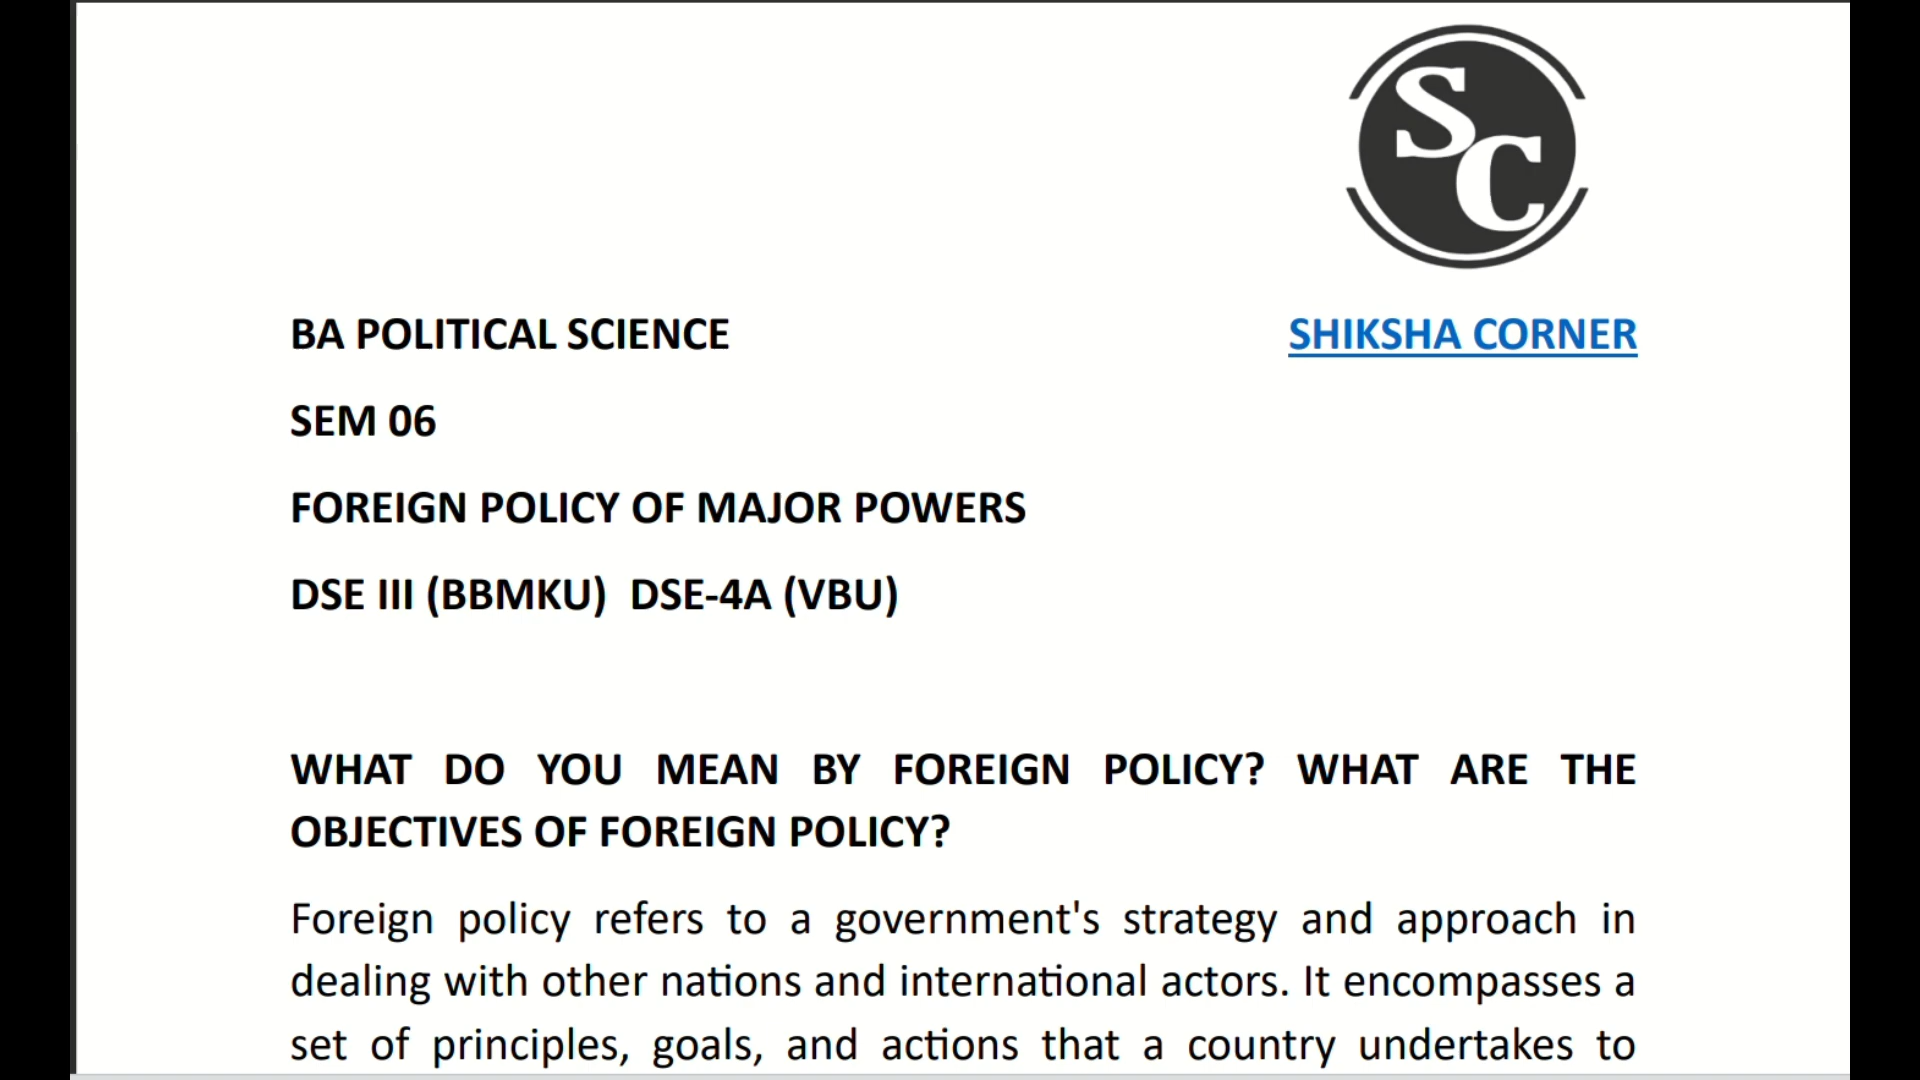 SC
BA POLITICAL SCIENCE SHIKSHA CORNER
SEM 06
FOREIGN POLICY OF MAJOR POWERS
DSE III (BBMKU) DSE-4A (VBU)
WHAT DO YOU MEAN BY FOREIGN POLICY? WHAT ARE THE
OBJECTIVES OF FOREIGN POLICY?
Foreign policy refers to a government's strategy and approach in
dealing with other nations and international actors. It encompasses a
set of principles, goals, and actions that a country undertakes to